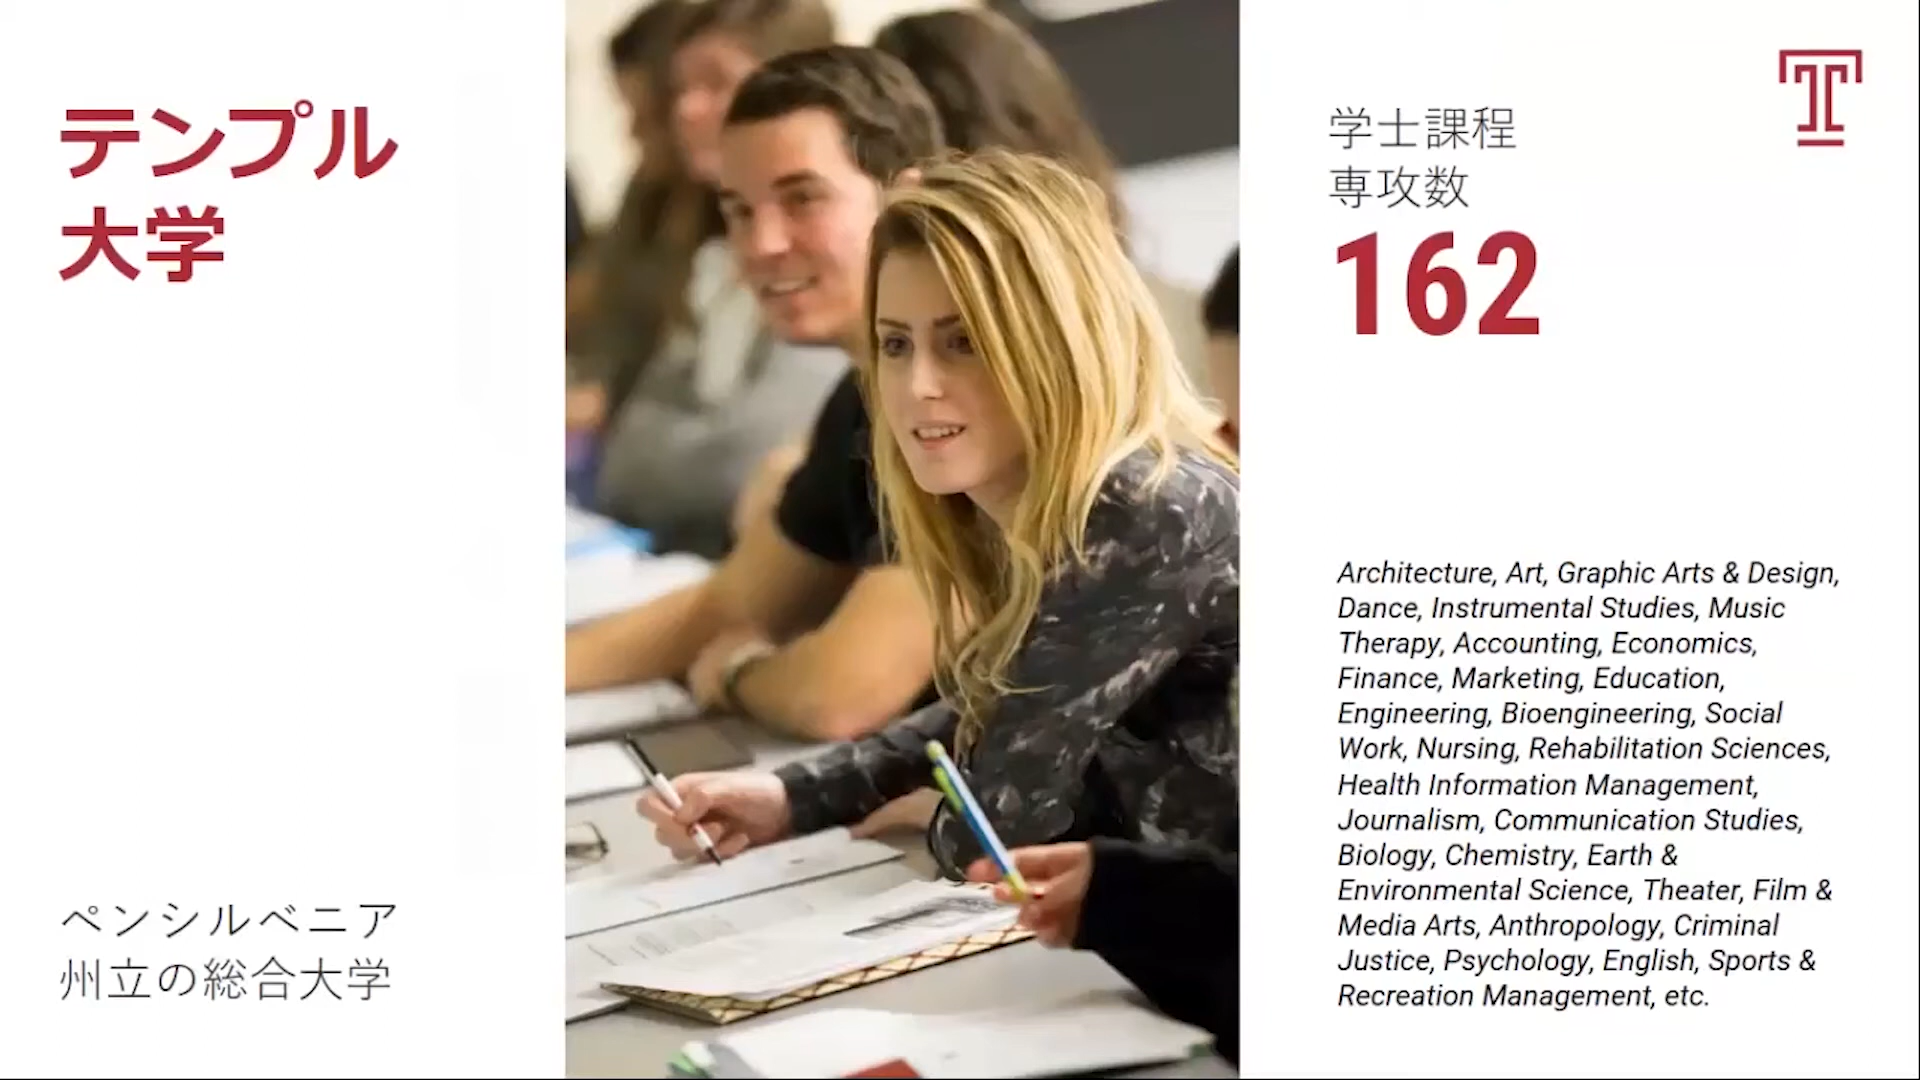 テンプル
大学
ペンシルベニア
州立の総合大学
学士課程
専攻数
162
Architecture, Art, Graphic Arts & Design,
Dance, Instrumental Studies, Music
Therapy, Accounting, Economics,
Finance, Marketing, Education,
Engineering, Bioengineering, Social
Work, Nursing, Rehabilitation Sciences,
Health Information Management,
Journalism, Communication Studies,
Biology, Chemistry, Earth &
Environmental Science, Theater, Film &
Media Arts, Anthropology, Criminal
Justice, Psychology, English, Sports &
Recreation Management, etc.
T